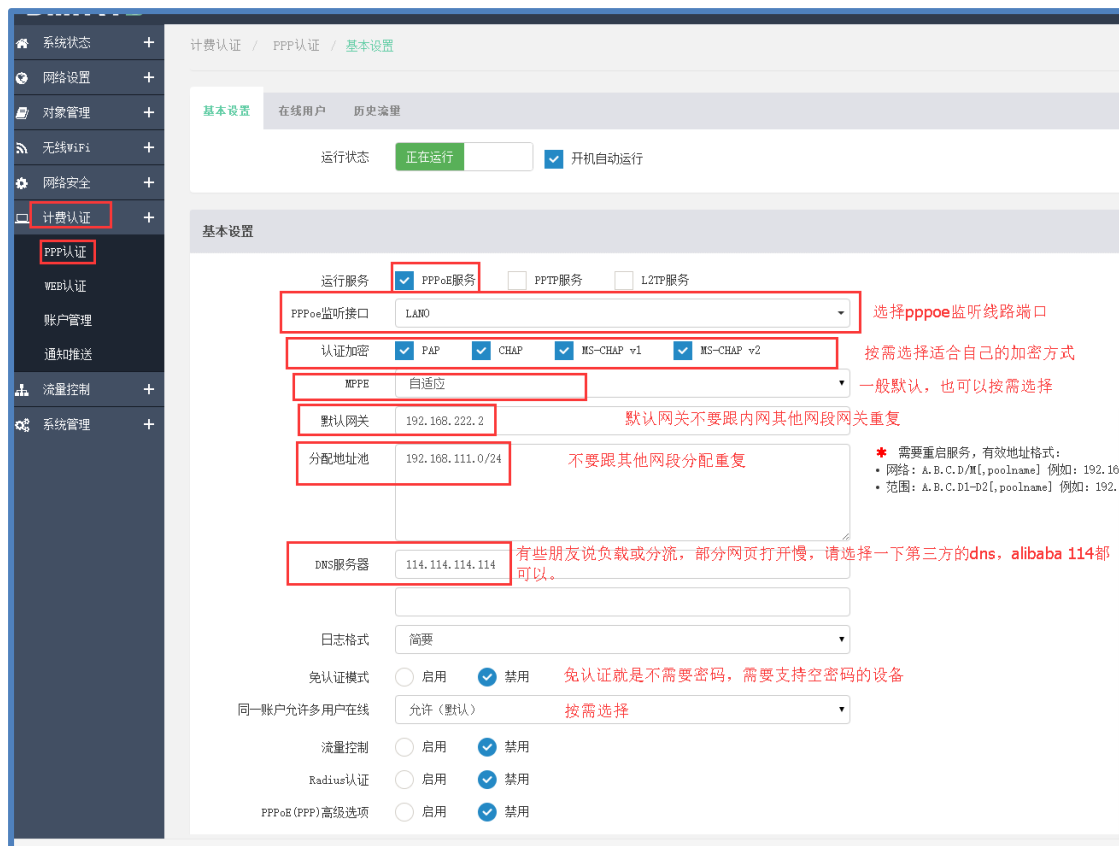 系统状态
网络设置
对象管理
无线WiFi
网络安全
计费认证
PPP认证
WEB认证
账户管理
通知推送
流量控制
系统管理
计费认证 / PPP认证 / 基本设置
基本设置 在线用户 历史流量
运行状态 正在运行 开机自动运行
基本设置
运行服务 PPPoE服务 PPTP服务 L2TP服务
PPPoe监听接口 LAN0 选择pppoe监听线路端口
认证加密 PAP CHAP MS-CHAP v1 MS-CHAP v2 按需选择适合自己的加密方式
MPPE 自适应 一般默认，也可以按需选择
默认网关 192.168.222.2 默认网关不要跟内网其他网段网关重复
分配地址池 192.168.111.0/24 不要跟其他网段分配重复
* 需要重启服务，有效地址格式：
• 网络：A.B.C.D/M[,poolname] 例如：192.16
• 范围：A.B.C.D1-D2[,poolname] 例如：192.
DNS服务器 114.114.114.114 有些朋友说负载或分流，部分网页打开慢，请选择一下第三方的dns，alibaba 114都
可以。
日志格式 简要
免认证模式 启用 禁用 免认证就是不需要密码，需要支持空密码的设备
同一账户允许多用户在线 允许（默认） 按需选择
流量控制 启用 禁用
Radius认证 启用 禁用
PPPoE(PPP)高级选项 启用 禁用